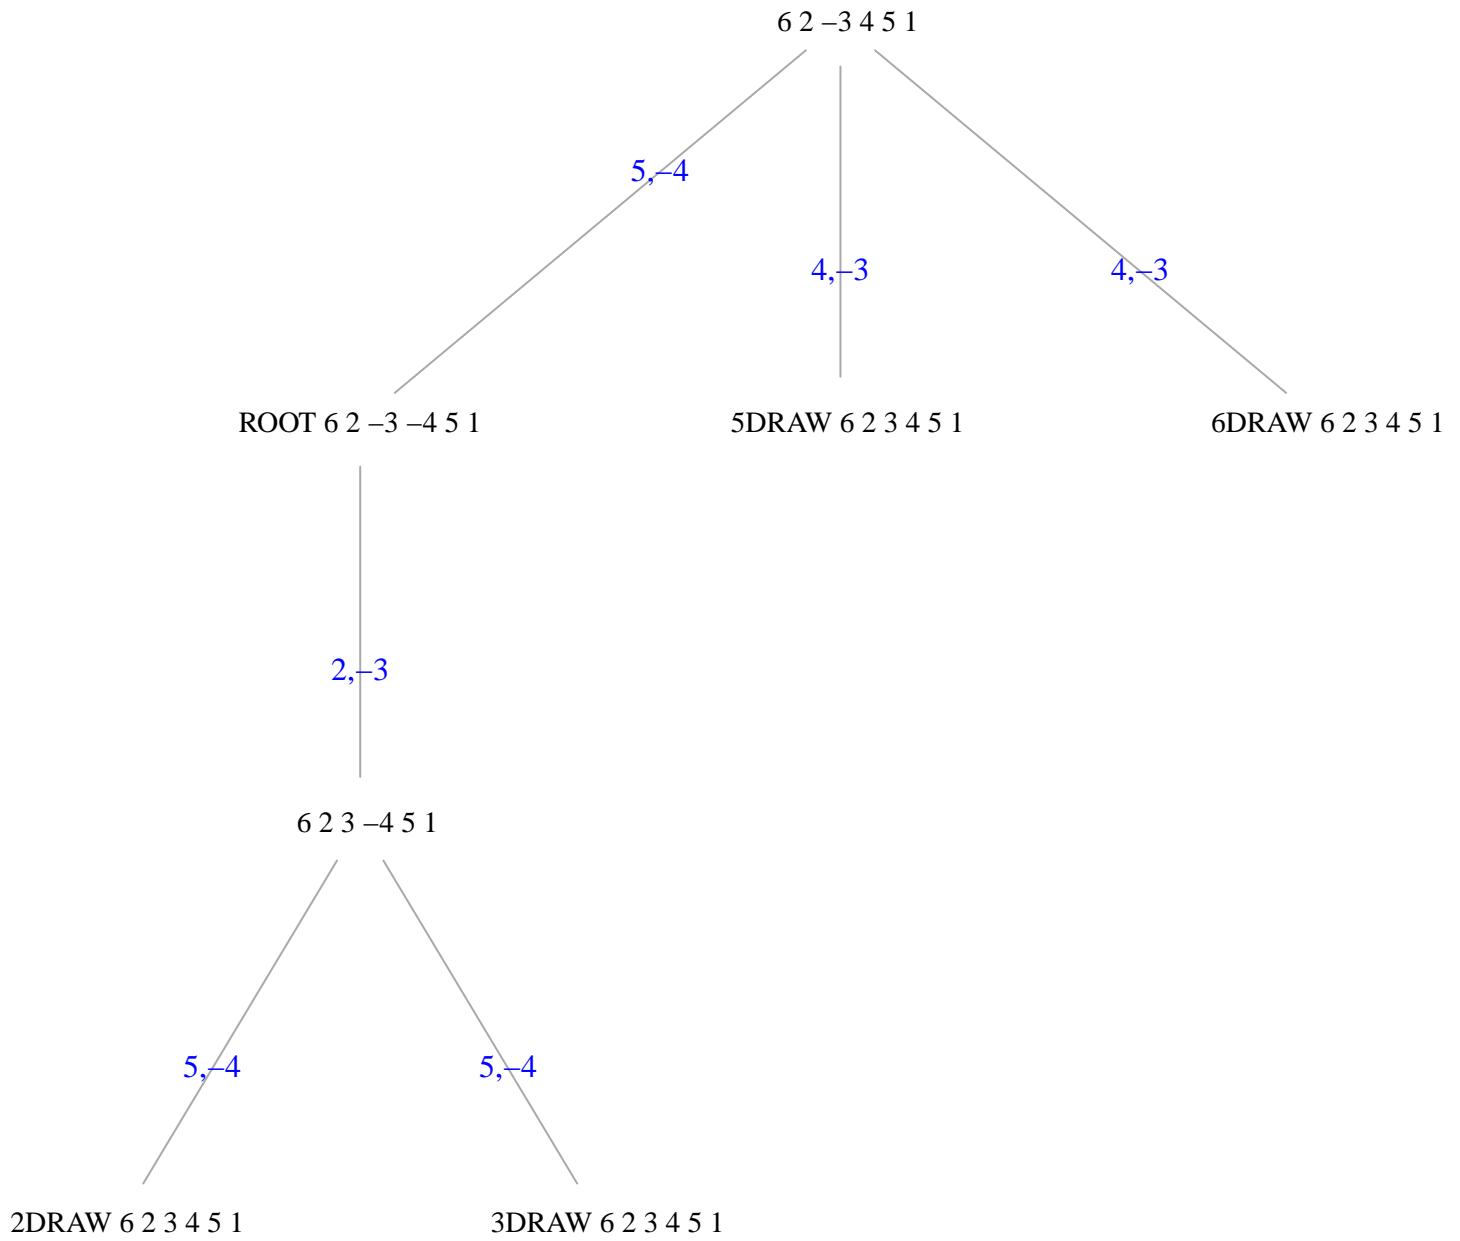 6 2 –3 4 5 1
5,–4
4,–3
4,–3
ROOT 6 2 –3 –4 5 1
5DRAW 6 2 3 4 5 1
6DRAW 6 2 3 4 5 1
2,–3
6 2 3 –4 5 1
5,–4
5,–4
2DRAW 6 2 3 4 5 1
3DRAW 6 2 3 4 5 1